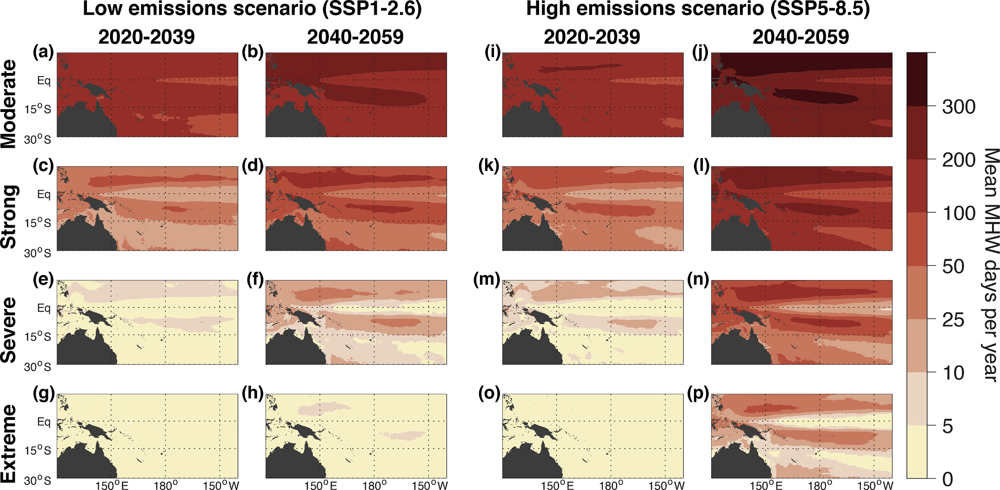 Low emissions scenario (SSP1-2.6) High emissions scenario (SSP5-8.5)
2020-2039 2040-2059 2020-2039 2040-2059
(a) (b) (i) (j)
Moderate
Eq
15°S
30°S
(c) (d) (k) (l)
Strong
Eq
15°S
30°S
(e) (f) (m) (n)
Severe
Eq
15°S
30°S
(g) (h) (o) (p)
Extreme
Eq
15°S
30°S
150°E 180° 150°W 150°E 180° 150°W 150°E 180° 150°W 150°E 180° 150°W
300
200
100
50
25
10
5
0
Mean MHW days per year